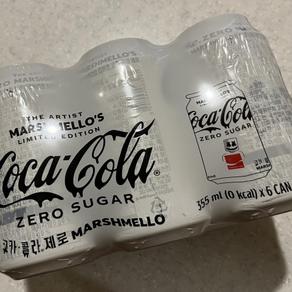 THE ARTIST
MARSHMELLO'S
LIMITED EDITION
Coca-Cola
ZERO SUGAR
코카·콜라 제로 MARSHMELLO
ZERO SUGAR
Coca-Cola
355 ml (0 kcal) x 6 CAN